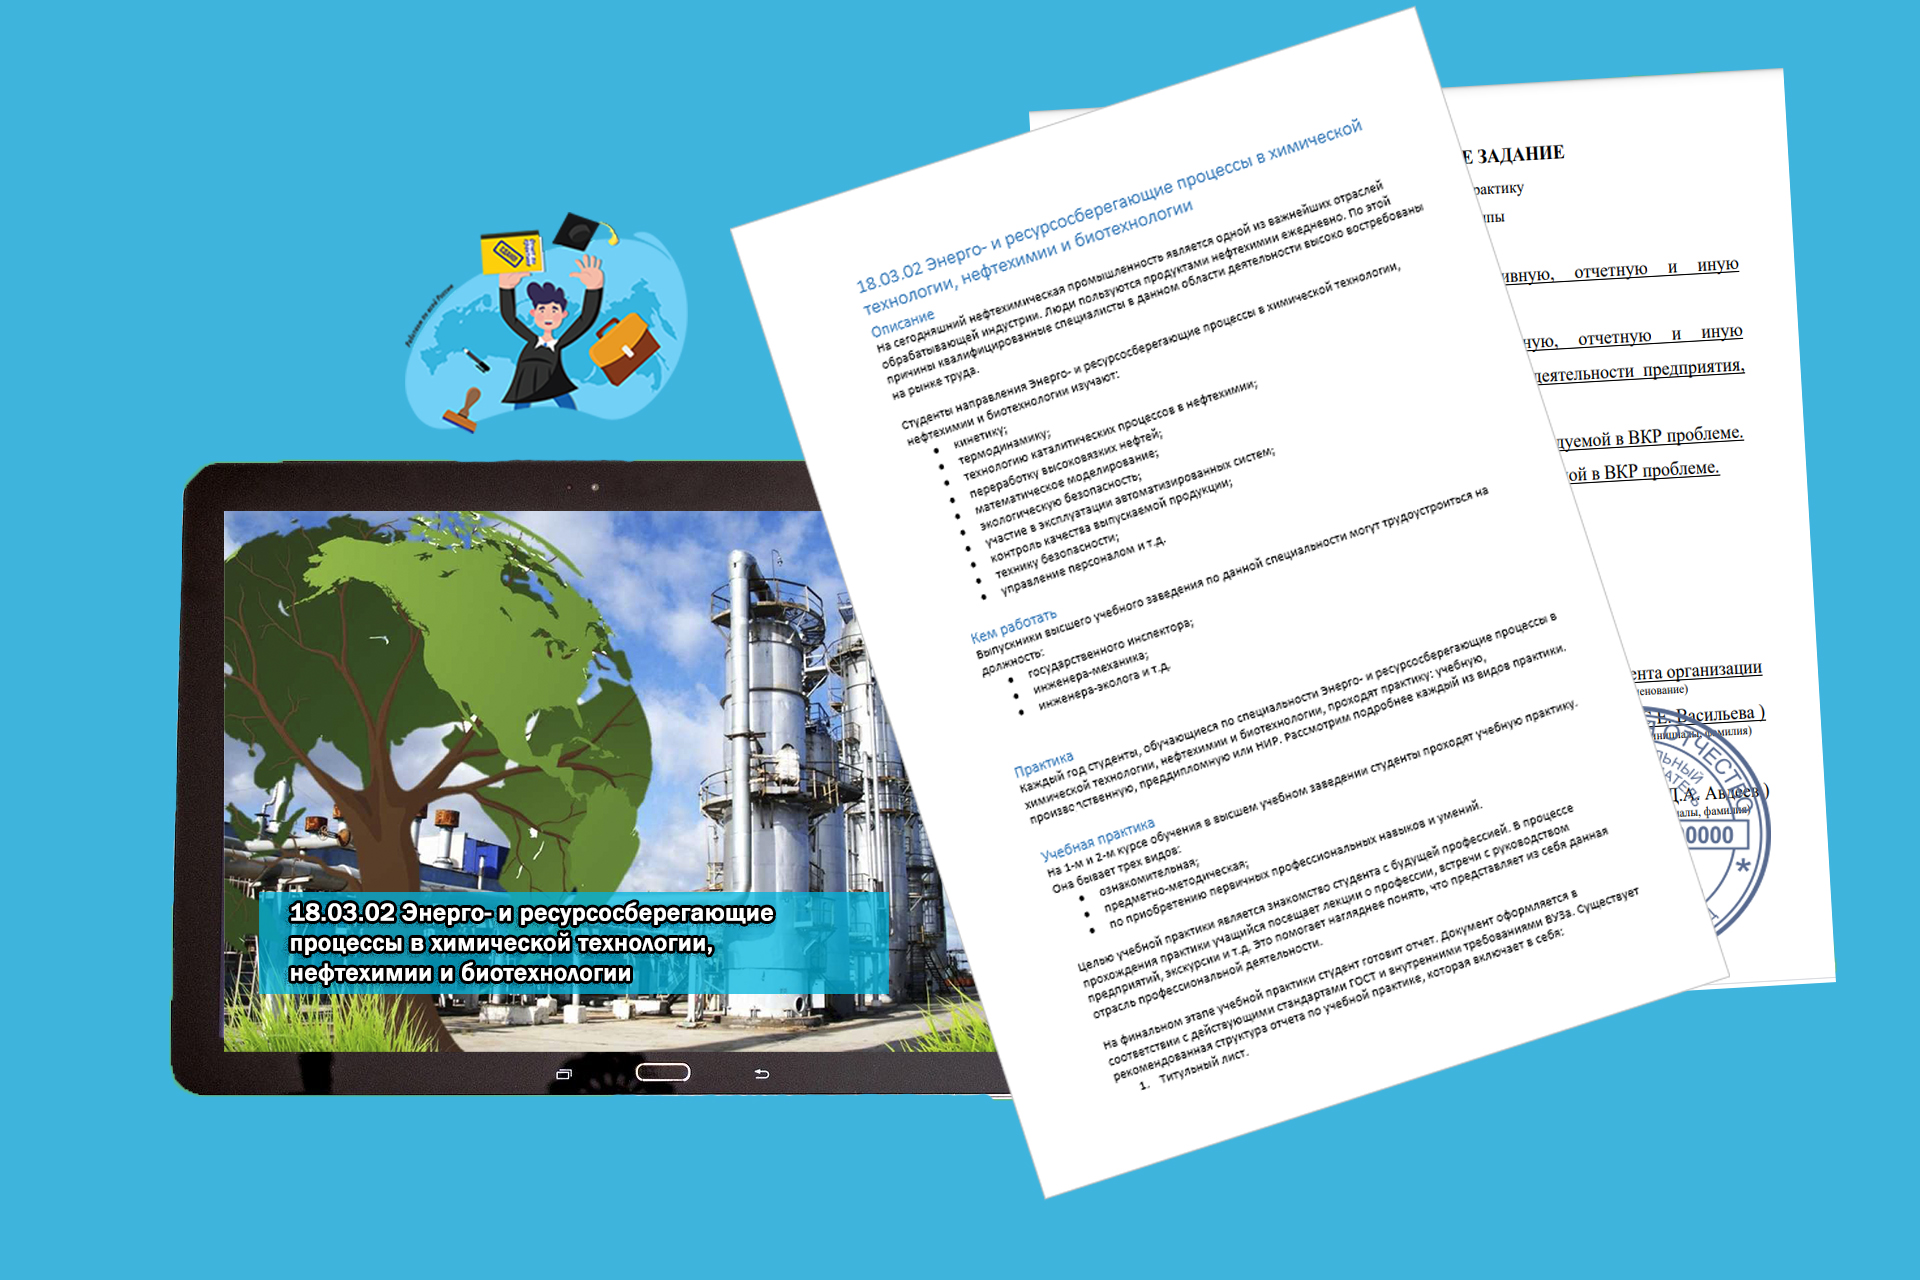 Работаем по всей России
18.03.02 Энерго- и ресурсосберегающие
процессы в химической технологии,
нефтехимии и биотехнологии
18.03.02 Энерго- и ресурсосберегающие процессы в химической
технологии, нефтехимии и биотехнологии
Описание
На сегодняшний нефтехимическая промышленность является одной из важнейших отраслей
обрабатывающей индустрии. Люди пользуются продуктами нефтехимии ежедневно. По этой
причины квалифицированные специалисты в данном области деятельности высоко востребованы
на рынке труда.
Студенты направления Энерго- и ресурсосберегающие процессы в химической технологии,
нефтехимии и биотехнологии изучают:
• кинетику;
• термодинамику;
• технологию каталитических процессов в нефтехимии;
• переработку высоковязких нефтей;
• математическое моделирование;
• экологическую безопасность;
• участие в эксплуатации автоматизированных систем;
• контроль качества выпускаемой продукции;
• технику безопасности;
• управление персоналом и т.д.
Кем работать
Выпускники высшего учебного заведения по данной специальности могут трудоустроиться на
должность:
• государственного инспектора;
• инженера-механика;
• инженера-эколога и т.д.
Практика
Каждый год студенты, обучающиеся по специальности Энерго- и ресурсосберегающие процессы в
химической технологии, нефтехимии и биотехнологии, проходят практику: учебную,
производственную, преддипломную или НИР. Рассмотрим подробнее каждый из видов практики.
Учебная практика
На 1-м и 2-м курсе обучения в высшем учебном заведении студенты проходят учебную практику.
Она бывает трех видов:
• ознакомительная;
• предметно-методическая;
• по приобретению первичных профессиональных навыков и умений.
Целью учебной практики является знакомство студента с будущей профессией. В процессе
прохождения практики учащийся посещает лекции о профессии, встречи с руководством
предприятий, экскурсии и т.д. Это помогает нагляднее понять, что представляет из себя данная
отрасль профессиональной деятельности.
На финальном этапе учебной практики студент готовит отчет. Документ оформляется в
соответствии с действующими стандартами ГОСТ и внутренними требованиями ВУЗа. Существует
рекомендованная структура отчета по учебной практике, которая включает в себя:
1. Титульный лист.
Е ЗАДАНИЕ
рактику
ппы
ивную, отчетную и иную
ную, отчетную и иную
деятельности предприятия,
дуемой в ВКР проблеме.
ой в ВКР проблеме.
ента организации
енование)
С.Е. Васильева )
инициалы, фамилия)
Д.А. Авдеев )
иалы, фамилия)
ОТЧЕСТВО
0000